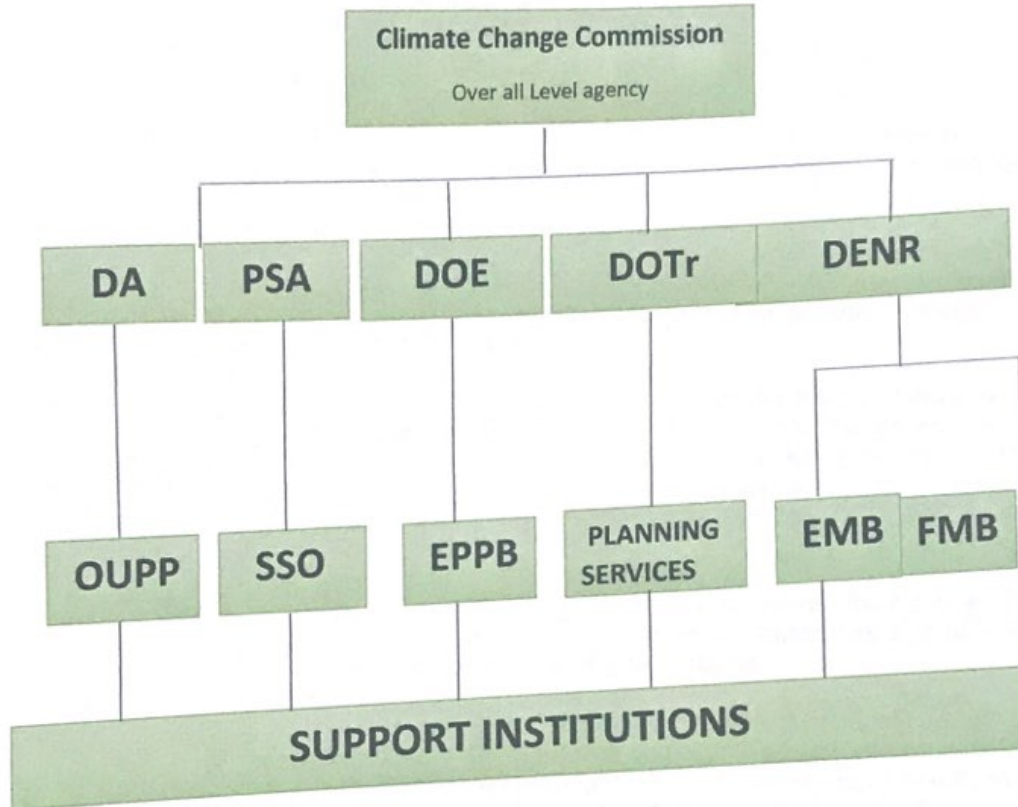 Climate Change Commission
Over all Level agency
DA
PSA
DOE
DOTr
DENR
OUPP
SSO
EPPB
PLANNING
SERVICES
EMB
FMB
SUPPORT INSTITUTIONS